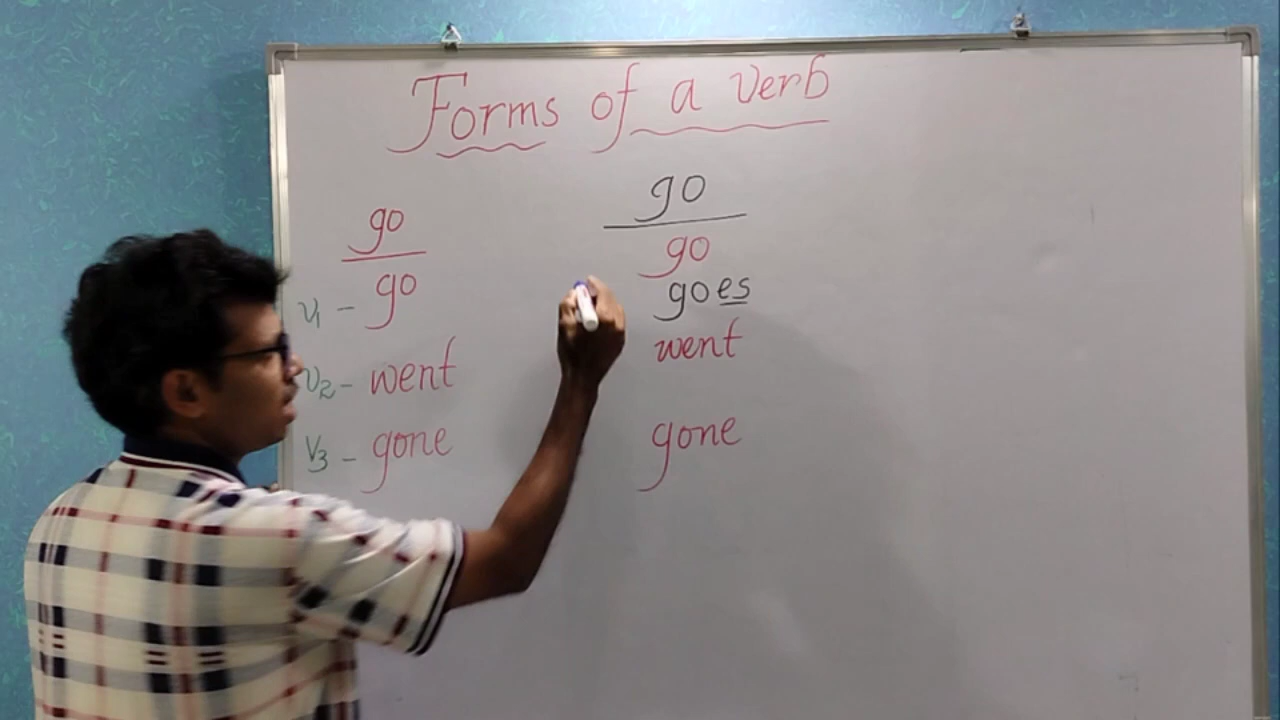 Forms of a verb
go
go
v1 - go
v2 - went
v3 - gone
go
go
goes
went
gone